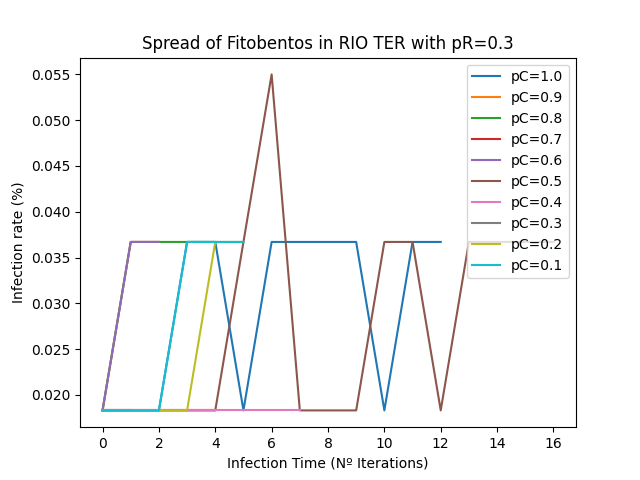 Spread of Fitobentos in RIO TER with pR=0.3
0.055
0.050
0.045
0.040
0.035
0.030
0.025
0.020
Infection rate (%)
pC=1.0
pC=0.9
pC=0.8
pC=0.7
pC=0.6
pC=0.5
pC=0.4
pC=0.3
pC=0.2
pC=0.1
0 2 4 6 8 10 12 14 16
Infection Time (Nº Iterations)